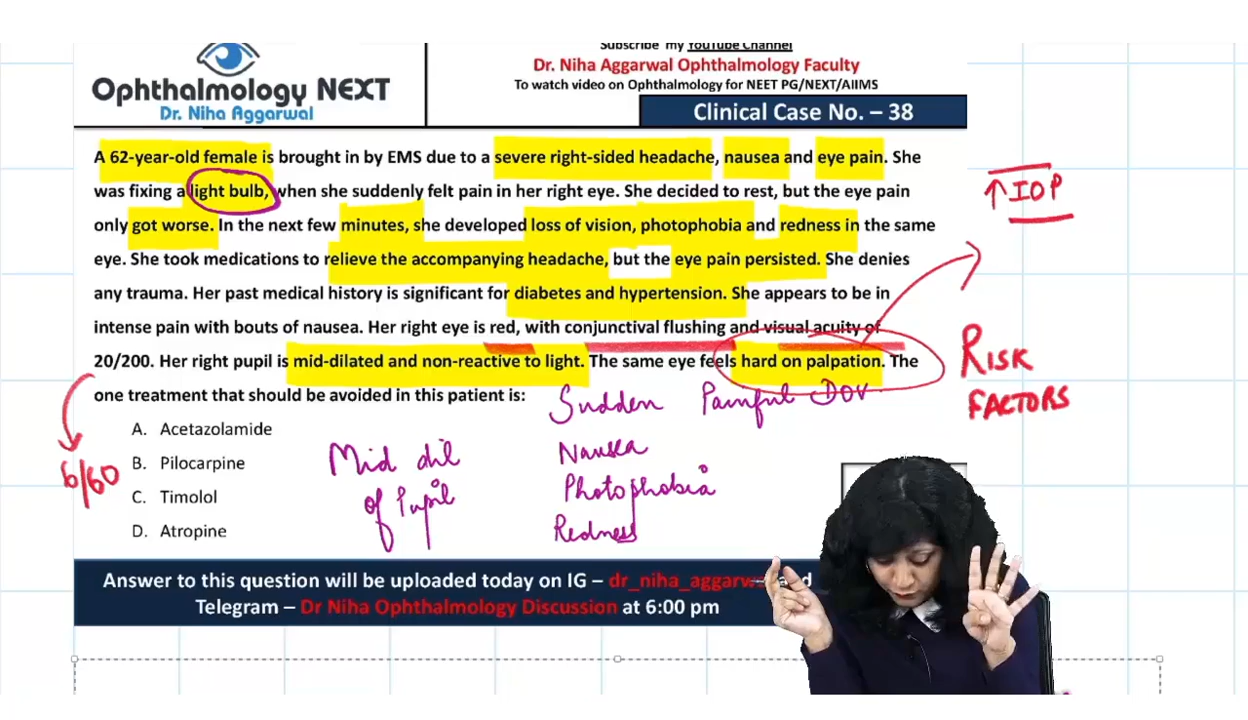 Ophthalmology NEXT
Dr. Niha Aggarwal
Subscribe my YouTube Channel
Dr. Niha Aggarwal Ophthalmology Faculty
To watch video on Ophthalmology for NEET PG/NEXT/AIIMS
Clinical Case No. – 38
A 62-year-old female is brought in by EMS due to a severe right-sided headache, nausea and eye pain. She
was fixing a light bulb, when she suddenly felt pain in her right eye. She decided to rest, but the eye pain
only got worse. In the next few minutes, she developed loss of vision, photophobia and redness in the same
eye. She took medications to relieve the accompanying headache, but the eye pain persisted. She denies
any trauma. Her past medical history is significant for diabetes and hypertension. She appears to be in
intense pain with bouts of nausea. Her right eye is red, with conjunctival flushing and visual acuity of
20/200. Her right pupil is mid-dilated and non-reactive to light. The same eye feels hard on palpation. The
one treatment that should be avoided in this patient is:
A. Acetazolamide
B. Pilocarpine
C. Timolol
D. Atropine
↑ IOP
RISK
FACTORS
6/60
Mid dil
of Pupil
Sudden Painful DOV
Nausea
Photophobia
Redness
Answer to this question will be uploaded today on IG – dr_niha_aggarw and
Telegram – Dr Niha Ophthalmology Discussion at 6:00 pm